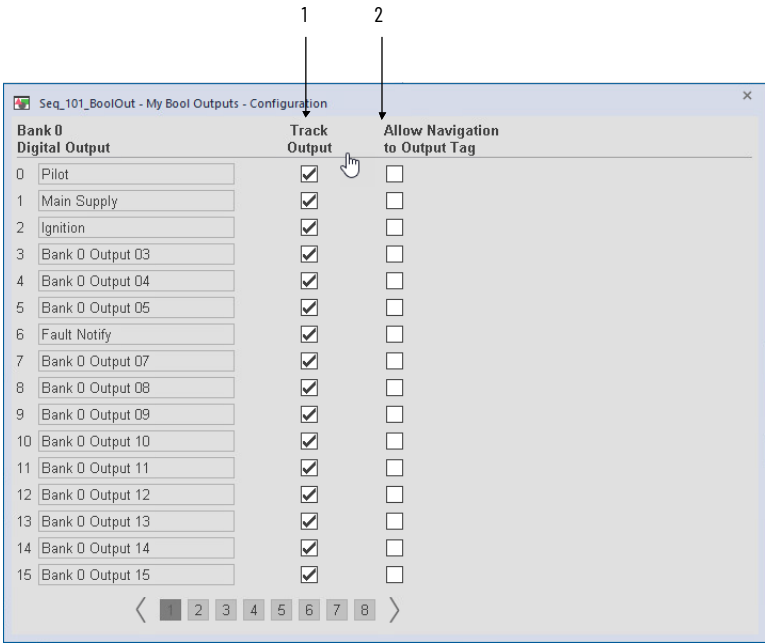 1 2
Seq_101_BoolOut - My Bool Outputs - Configuration
Bank 0 Track Allow Navigation
Digital Output Output to Output Tag
0 Pilot
1 Main Supply
2 Ignition
3 Bank 0 Output 03
4 Bank 0 Output 04
5 Bank 0 Output 05
6 Fault Notify
7 Bank 0 Output 07
8 Bank 0 Output 08
9 Bank 0 Output 09
10 Bank 0 Output 10
11 Bank 0 Output 11
12 Bank 0 Output 12
13 Bank 0 Output 13
14 Bank 0 Output 14
15 Bank 0 Output 15
1 2 3 4 5 6 7 8